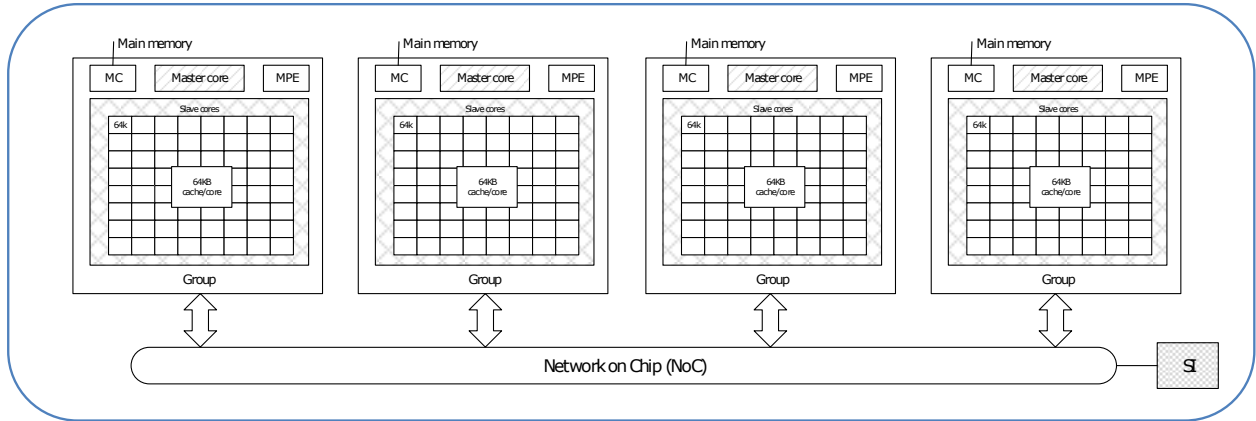 Main memory
Main memory
Main memory
Main memory
MC
Master core
MPE
MC
Master core
MPE
MC
Master core
MPE
MC
Master core
MPE
Slave cores
Slave cores
Slave cores
Slave cores
64k
64k
64k
64k
64KB
cache/core
64KB
cache/core
64KB
cache/core
64KB
cache/core
Group
Group
Group
Group
Network on Chip (NoC)
SI